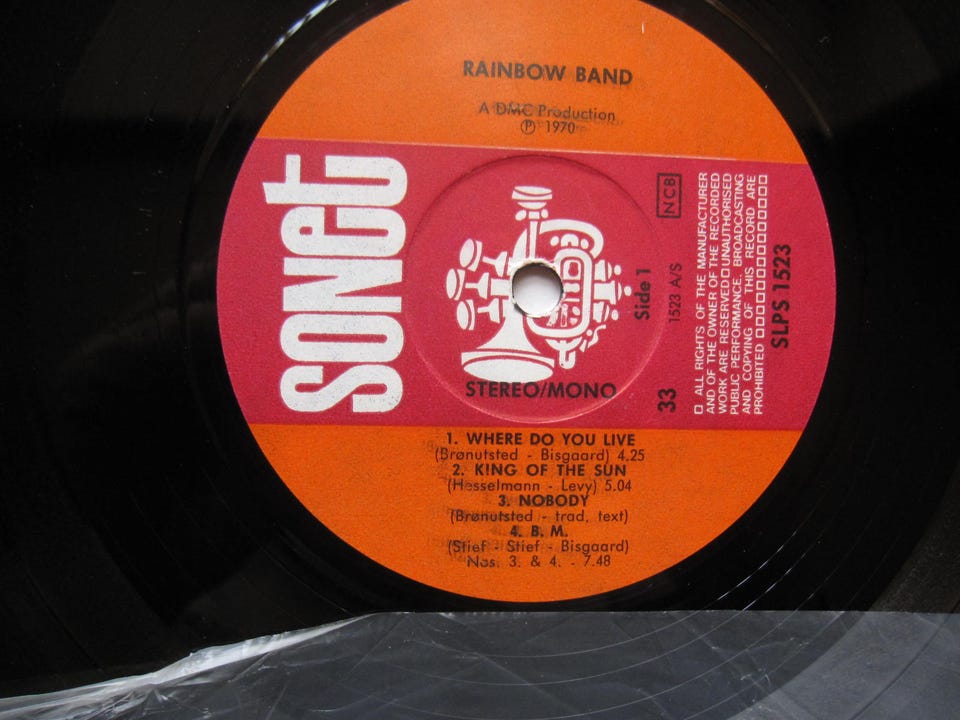 RAINBOW BAND
A DMC Production
Ⓟ 1970
SONET
NCB
Side 1
1523 A/S
33
STEREO/MONO
□ ALL RIGHTS OF THE MANUFACTURER
AND OF THE OWNER OF THE RECORDED
WORK ARE RESERVED □ UNAUTHORISED
PUBLIC PERFORMANCE, BROADCASTING
AND COPYING OF THIS RECORD ARE
PROHIBITED □□□□□□□□□□□□
SLPS 1523
1. WHERE DO YOU LIVE
(Brønutsted - Bisgaard) 4.25
2. KING OF THE SUN
(Hesselmann - Levy) 5.04
3. NOBODY
(Brønutsted - trad. text)
4. B. M.
(Stief - Stief - Bisgaard)
Nos. 3. & 4. - 7.48